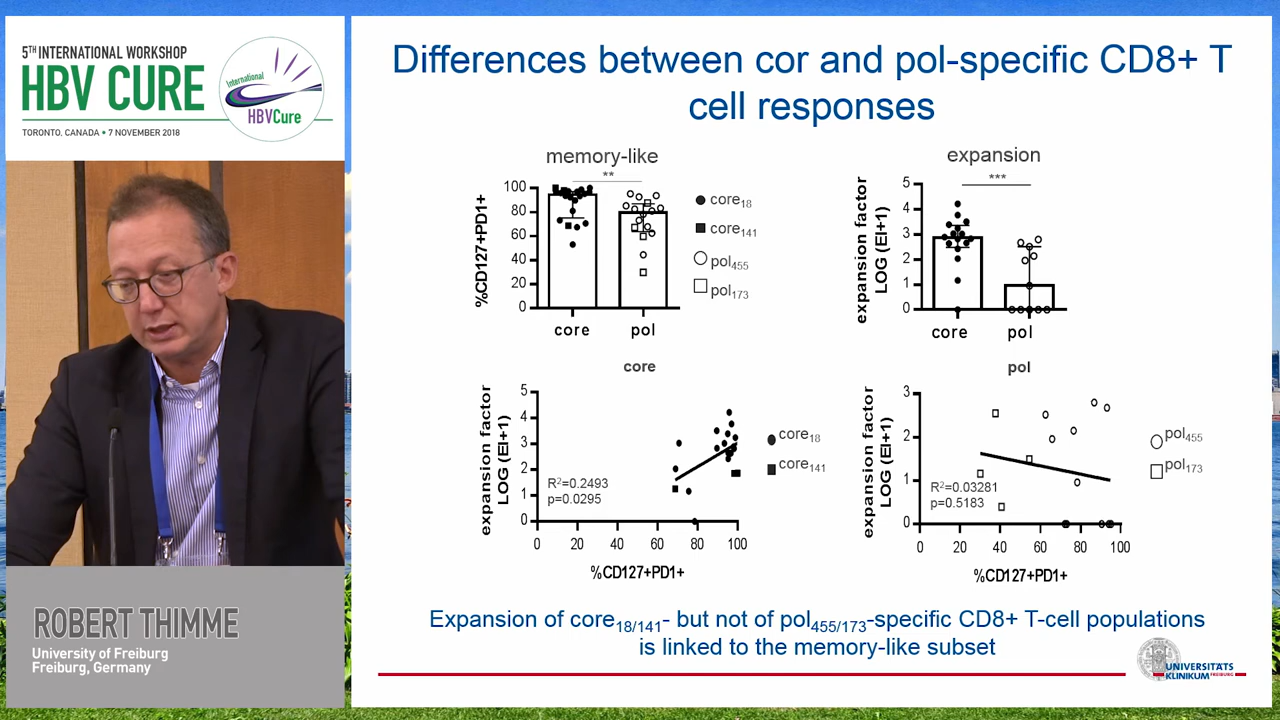 5TH INTERNATIONAL WORKSHOP
HBV CURE
TORONTO, CANADA • 7 NOVEMBER 2018
International
HBVCure
ROBERT THIMME
University of Freiburg
Freiburg, Germany
Differences between cor and pol-specific CD8+ T
cell responses
memory-like
**
%CD127+PD1+
100
80
60
40
20
0
core
pol
core18
core141
pol455
pol173
expansion
***
expansion factor
LOG (EI+1)
5
4
3
2
1
0
core
pol
core
expansion factor
LOG (EI+1)
5
4
3
2
1
0
R2=0.2493
p=0.0295
0 20 40 60 80 100
%CD127+PD1+
core18
core141
pol
expansion factor
LOG (EI+1)
3
2
1
0
R2=0.03281
p=0.5183
0 20 40 60 80 100
%CD127+PD1+
pol455
pol173
Expansion of core18/141- but not of pol455/173-specific CD8+ T-cell populations
is linked to the memory-like subset
UNIVERSITÄTS
KLINIKUM FREIBURG